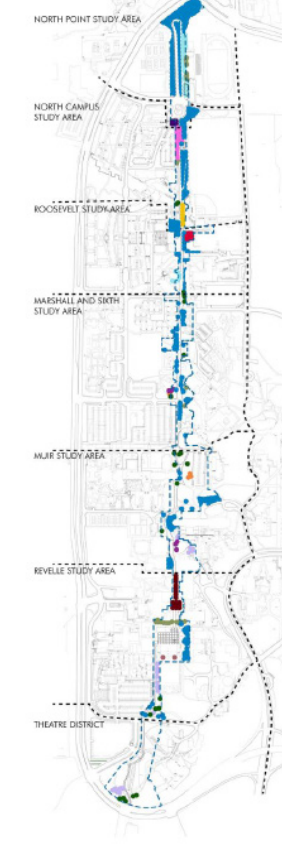 NORTH POINT STUDY AREA
NORTH CAMPUS
STUDY AREA
ROOSEVELT STUDY AREA
MARSHALL AND SIXTH
STUDY AREA
MUIR STUDY AREA
REVELLE STUDY AREA
THEATRE DISTRICT